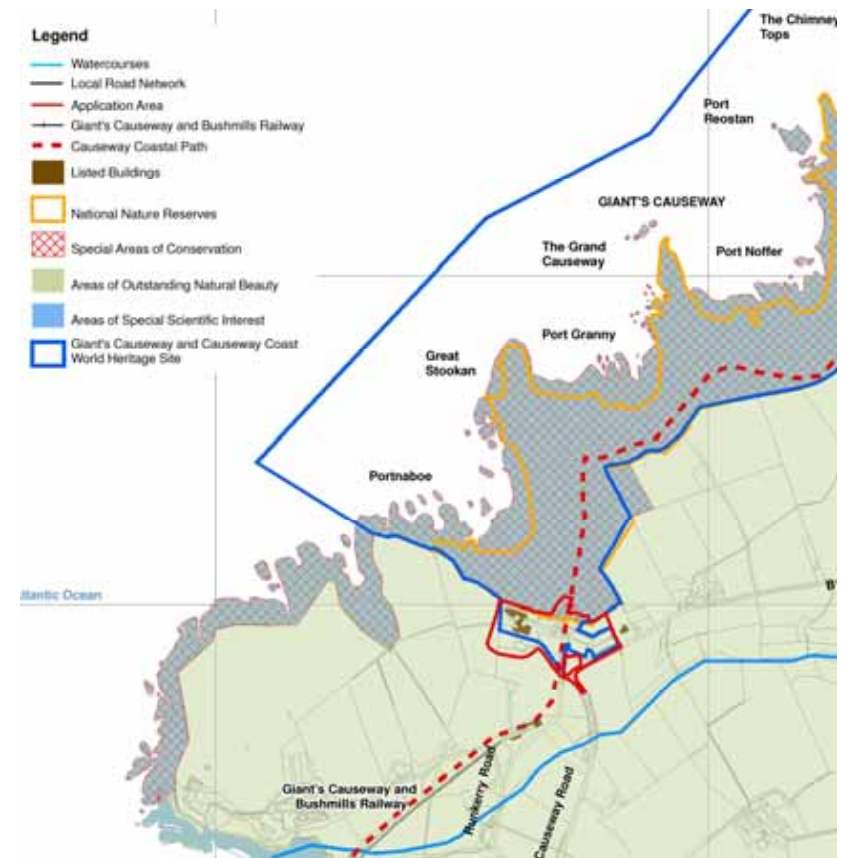 Legend
Watercourses
Local Road Network
Application Area
Giant's Causeway and Bushmills Railway
Causeway Coastal Path
Listed Buildings
National Nature Reserves
Special Areas of Conservation
Areas of Outstanding Natural Beauty
Areas of Special Scientific Interest
Giant's Causeway and Causeway Coast
World Heritage Site
The Chimney
Tops
Port
Reostan
GIANT'S CAUSEWAY
The Grand
Causeway
Port Noffer
Port Granny
Great
Stookan
Portnaboe
tlantic Ocean
B
Giant's Causeway and
Bushmills Railway
Runkerry Road
Causeway Road